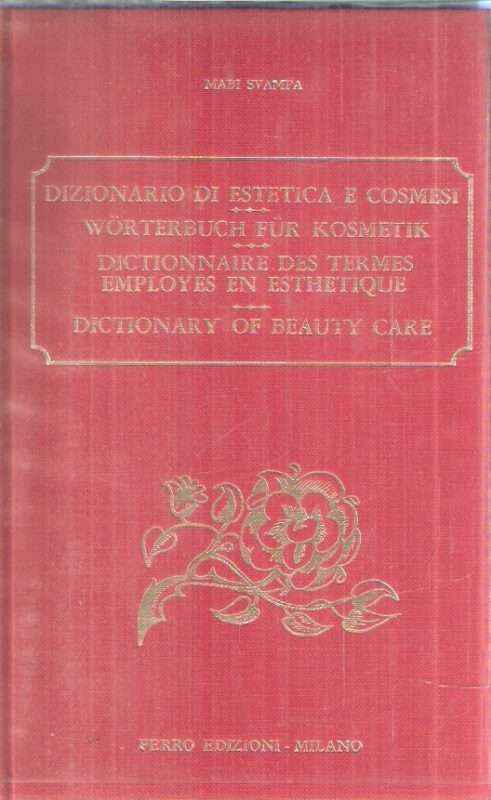 MABI SVAMPA
DIZIONARIO DI ESTETICA E COSMESI
WÖRTERBUCH FÜR KOSMETIK
DICTIONNAIRE DES TERMES
EMPLOYES EN ESTHETIQUE
DICTIONARY OF BEAUTY CARE
FERRO EDIZIONI - MILANO